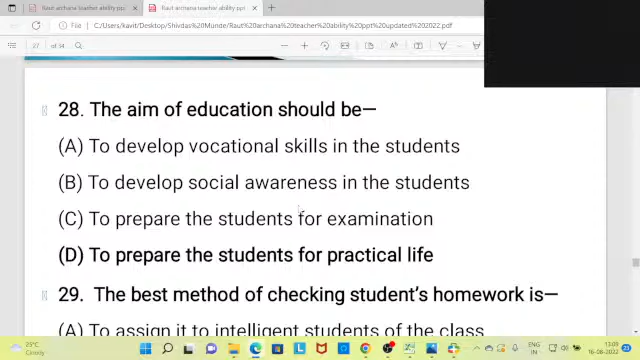 Raut archana teacher ability ppt
Raut archana teacher ability ppt
File | C:/Users/kavit/Desktop/Shivdas%20Munde/Raut%20archana%20teacher%20ability%20ppt%20updated%202022.pdf
27 of 34
28. The aim of education should be—
(A) To develop vocational skills in the students
(B) To develop social awareness in the students
(C) To prepare the students for examination
(D) To prepare the students for practical life
29. The best method of checking student's homework is—
(A) To assign it to intelligent students of the class
25°C
Cloudy
ENG
IN
13:05
16-08-2022